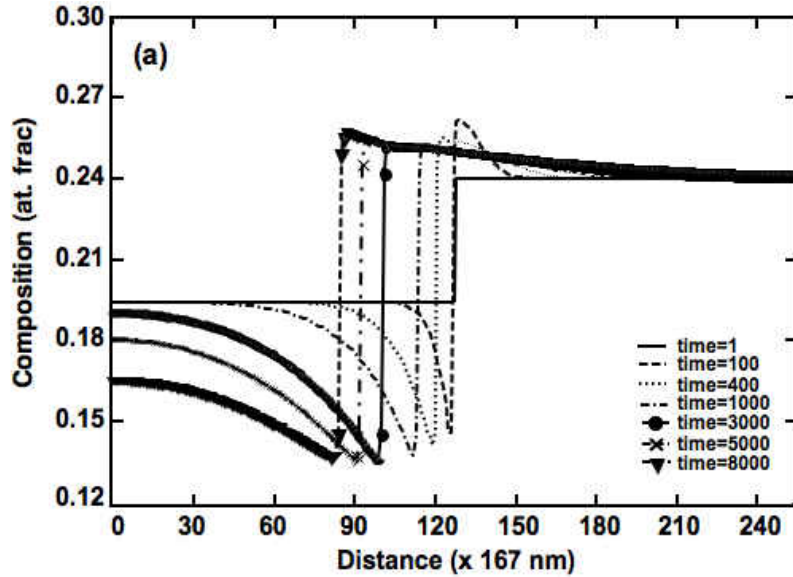 0.30
(a)
0.27
0.24
0.21
0.18
0.15
0.12
Composition (at. frac)
time=1
time=100
time=400
time=1000
time=3000
time=5000
time=8000
0 30 60 90 120 150 180 210 240
Distance (x 167 nm)